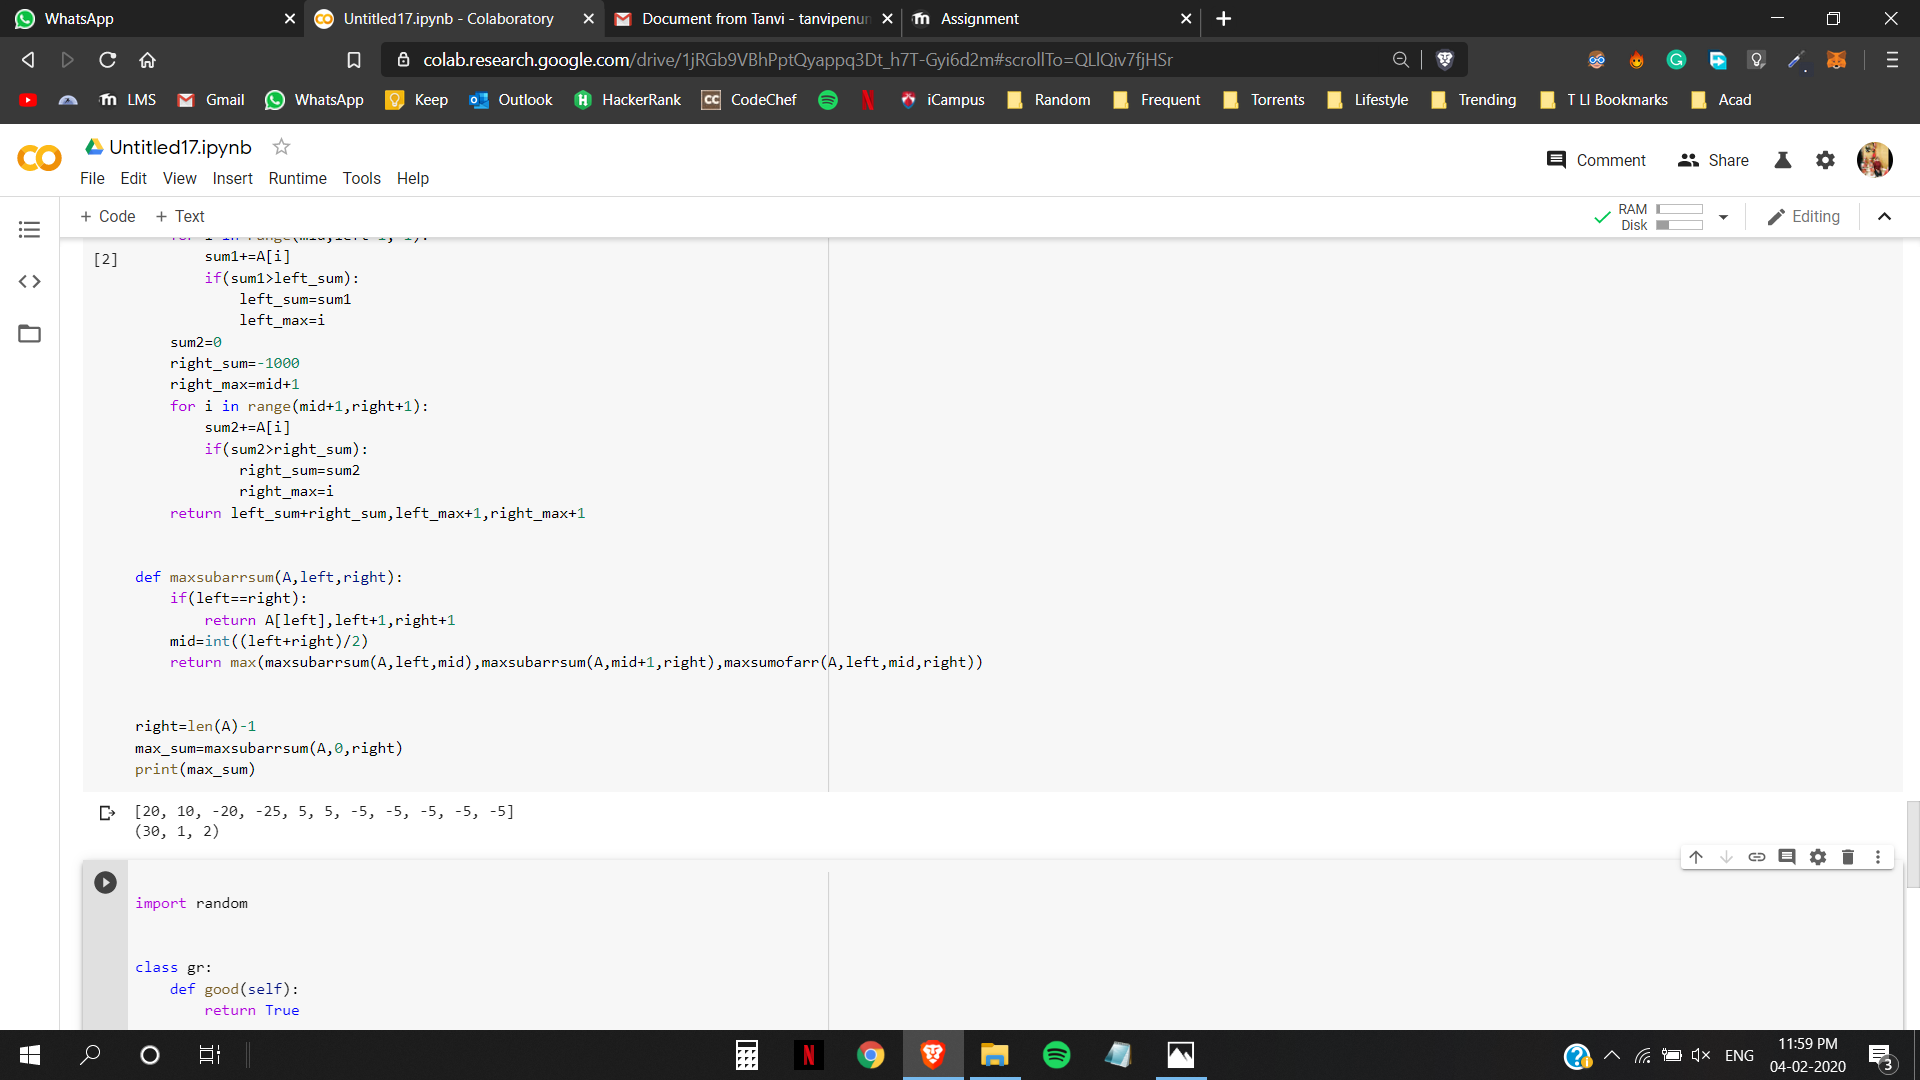 WhatsApp
Untitled17.ipynb - Colaboratory
Document from Tanvi - tanvipenun
Assignment
colab.research.google.com/drive/1jRGb9VBhPptQyappq3Dt_h7T-Gyi6d2m#scrollTo=QLlQiv7fjHSr
LMS Gmail WhatsApp Keep Outlook HackerRank CodeChef iCampus Random Frequent Torrents Lifestyle Trending T LI Bookmarks Acad
Untitled17.ipynb
Comment Share
File Edit View Insert Runtime Tools Help
+ Code + Text
RAM
Disk
Editing
for i in range(mid,left-1,-1):
[2]
sum1+=A[i]
if(sum1>left_sum):
left_sum=sum1
left_max=i
sum2=0
right_sum=-1000
right_max=mid+1
for i in range(mid+1,right+1):
sum2+=A[i]
if(sum2>right_sum):
right_sum=sum2
right_max=i
return left_sum+right_sum,left_max+1,right_max+1
def maxsubarrsum(A,left,right):
if(left==right):
return A[left],left+1,right+1
mid=int((left+right)/2)
return max(maxsubarrsum(A,left,mid),maxsubarrsum(A,mid+1,right),maxsumofarr(A,left,mid,right))
right=len(A)-1
max_sum=maxsubarrsum(A,0,right)
print(max_sum)
[20, 10, -20, -25, 5, 5, -5, -5, -5, -5, -5]
(30, 1, 2)
import random
class gr:
def good(self):
return True
ENG
11:59 PM
04-02-2020
3